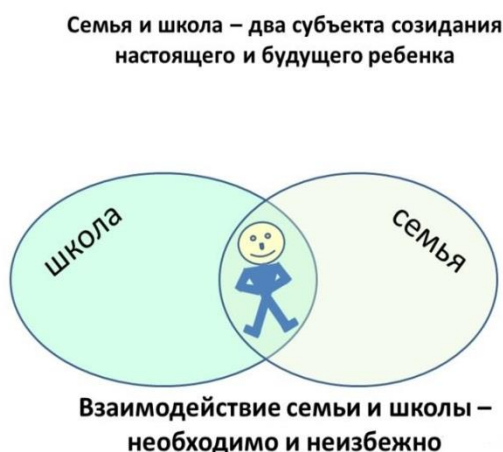 Семья и школа – два субъекта созидания
настоящего и будущего ребенка
школа
семья
Взаимодействие семьи и школы –
необходимо и неизбежно